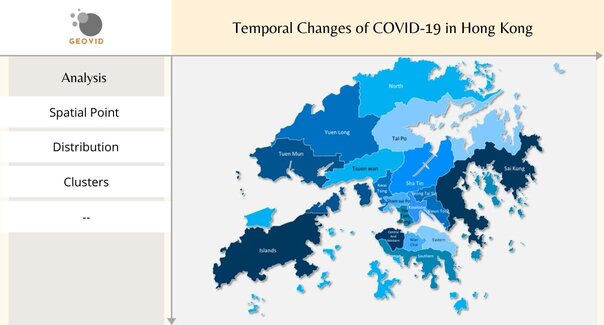 GEOVID
Temporal Changes of COVID-19 in Hong Kong
Analysis
Spatial Point
Distribution
Clusters
--
North
Yuen Long
Tai Po
Tuen Mun
Tsuen wan
Sai Kung
Sha Tin
Kwai
Tsing
Wong Tai Sin
Sham Sui Po
Kowloon
Kwun Tong
Islands
Central
And
Western
Wan
Chai
Eastern
Southern